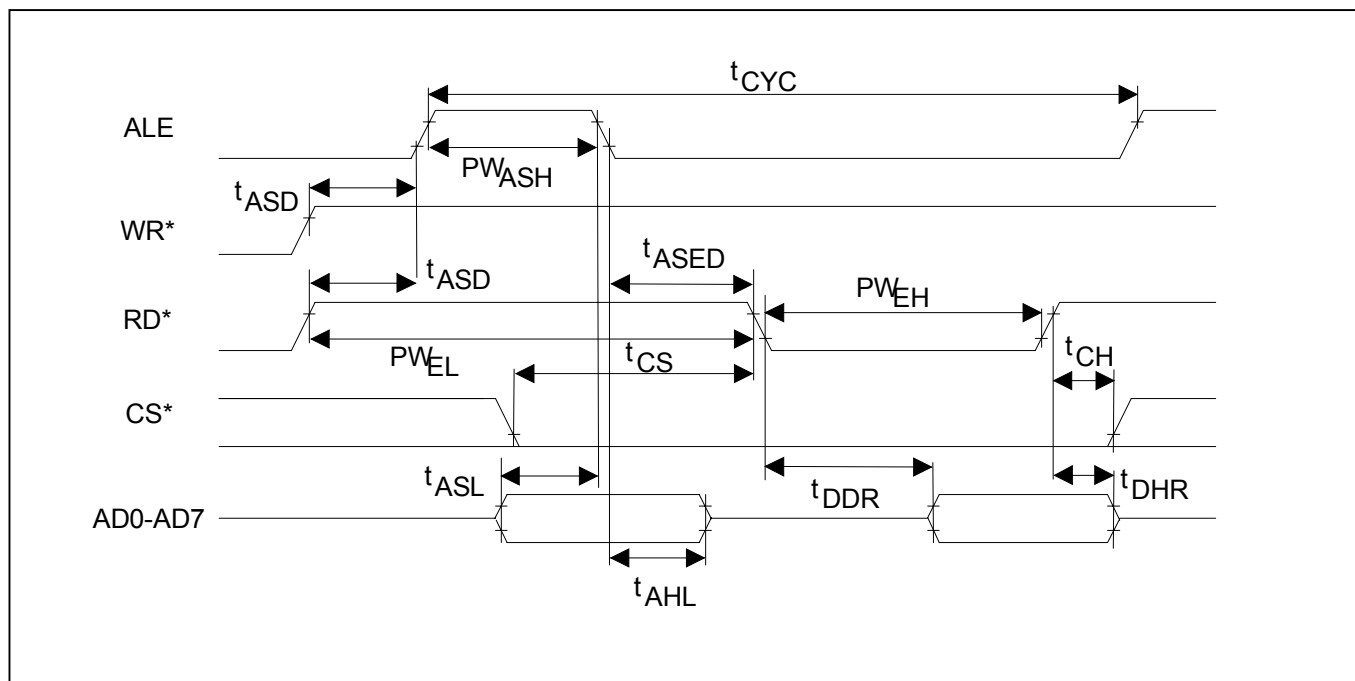 tCYC
ALE
PWASH
tASD
WR*
tASED
tASD
PWEH
RD*
PWEL
tCS
tCH
CS*
tASL
tDDR
tDHR
AD0-AD7
tAHL